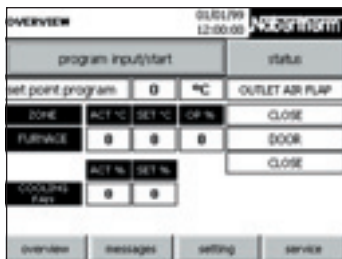 OVERVIEW
01/01/99
12:00:00
Nabertherm
program input/start
status
set point program 0 °C
OUTLET AIR FLAP
ZONE ACT °C SET °C OP %
CLOSE
FURNACE 0 0 0
DOOR
ACT % SET %
CLOSE
COOLING
FAN
0 0
overview messages setting service